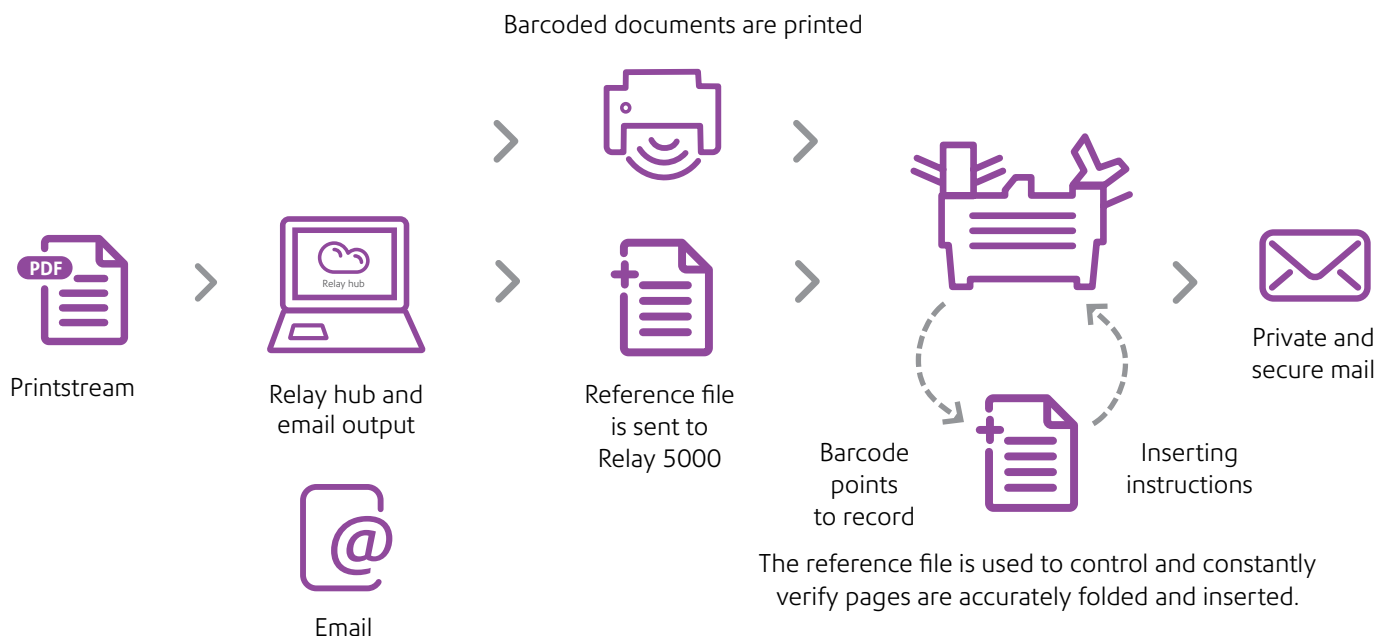 Barcoded documents are printed
PDF
Printstream
Relay hub
Relay hub and
email output
@
Email
Reference file
is sent to
Relay 5000
Barcode
points
to record
Inserting
instructions
The reference file is used to control and constantly
verify pages are accurately folded and inserted.
Private and
secure mail